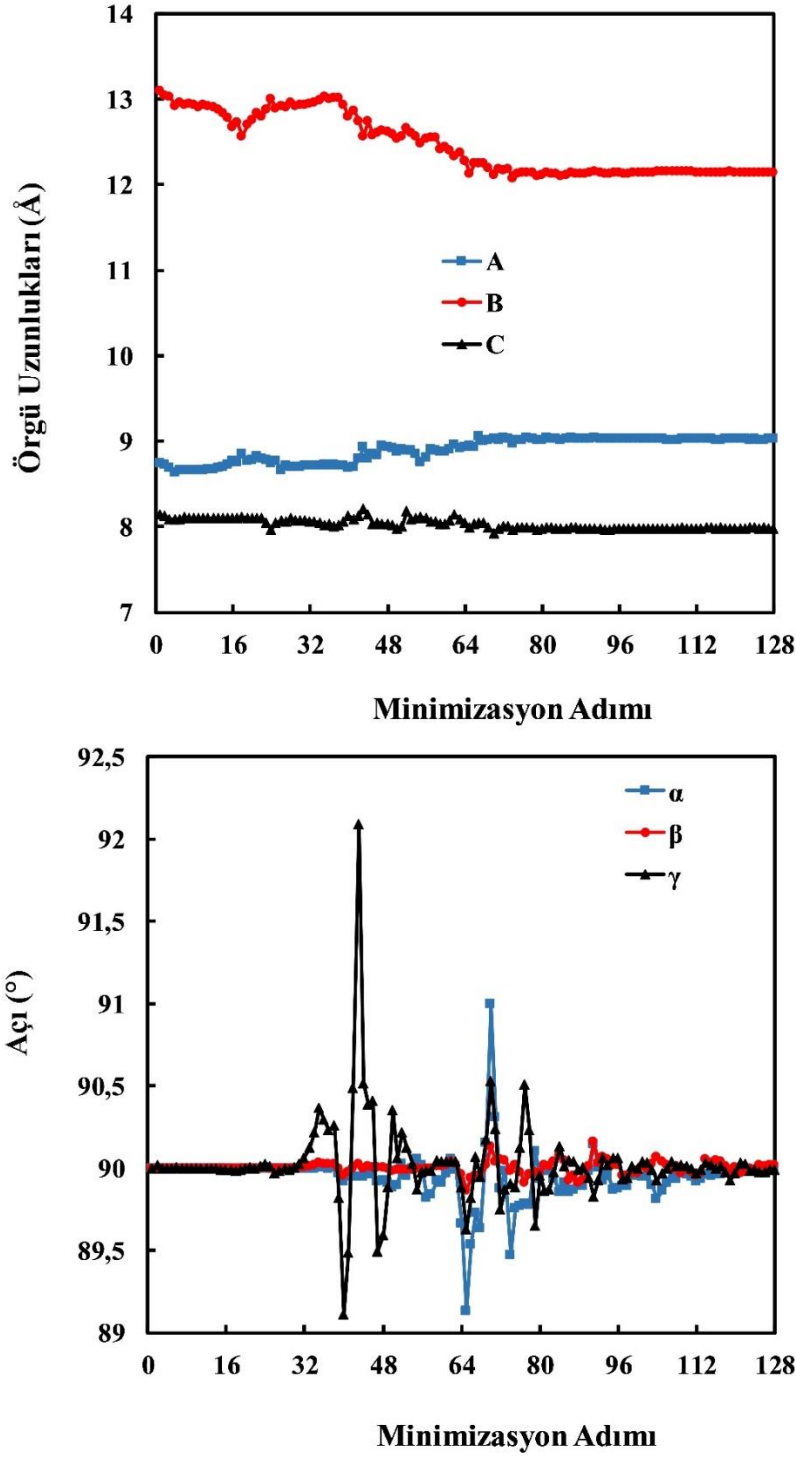 14
13
12
11
10
9
8
7
Örgü Uzunlukları (Å)
A
B
C
0 16 32 48 64 80 96 112 128
Minimizasyon Adımı
92,5
92
91,5
91
90,5
90
89,5
89
Açı (°)
α
β
γ
0 16 32 48 64 80 96 112 128
Minimizasyon Adımı